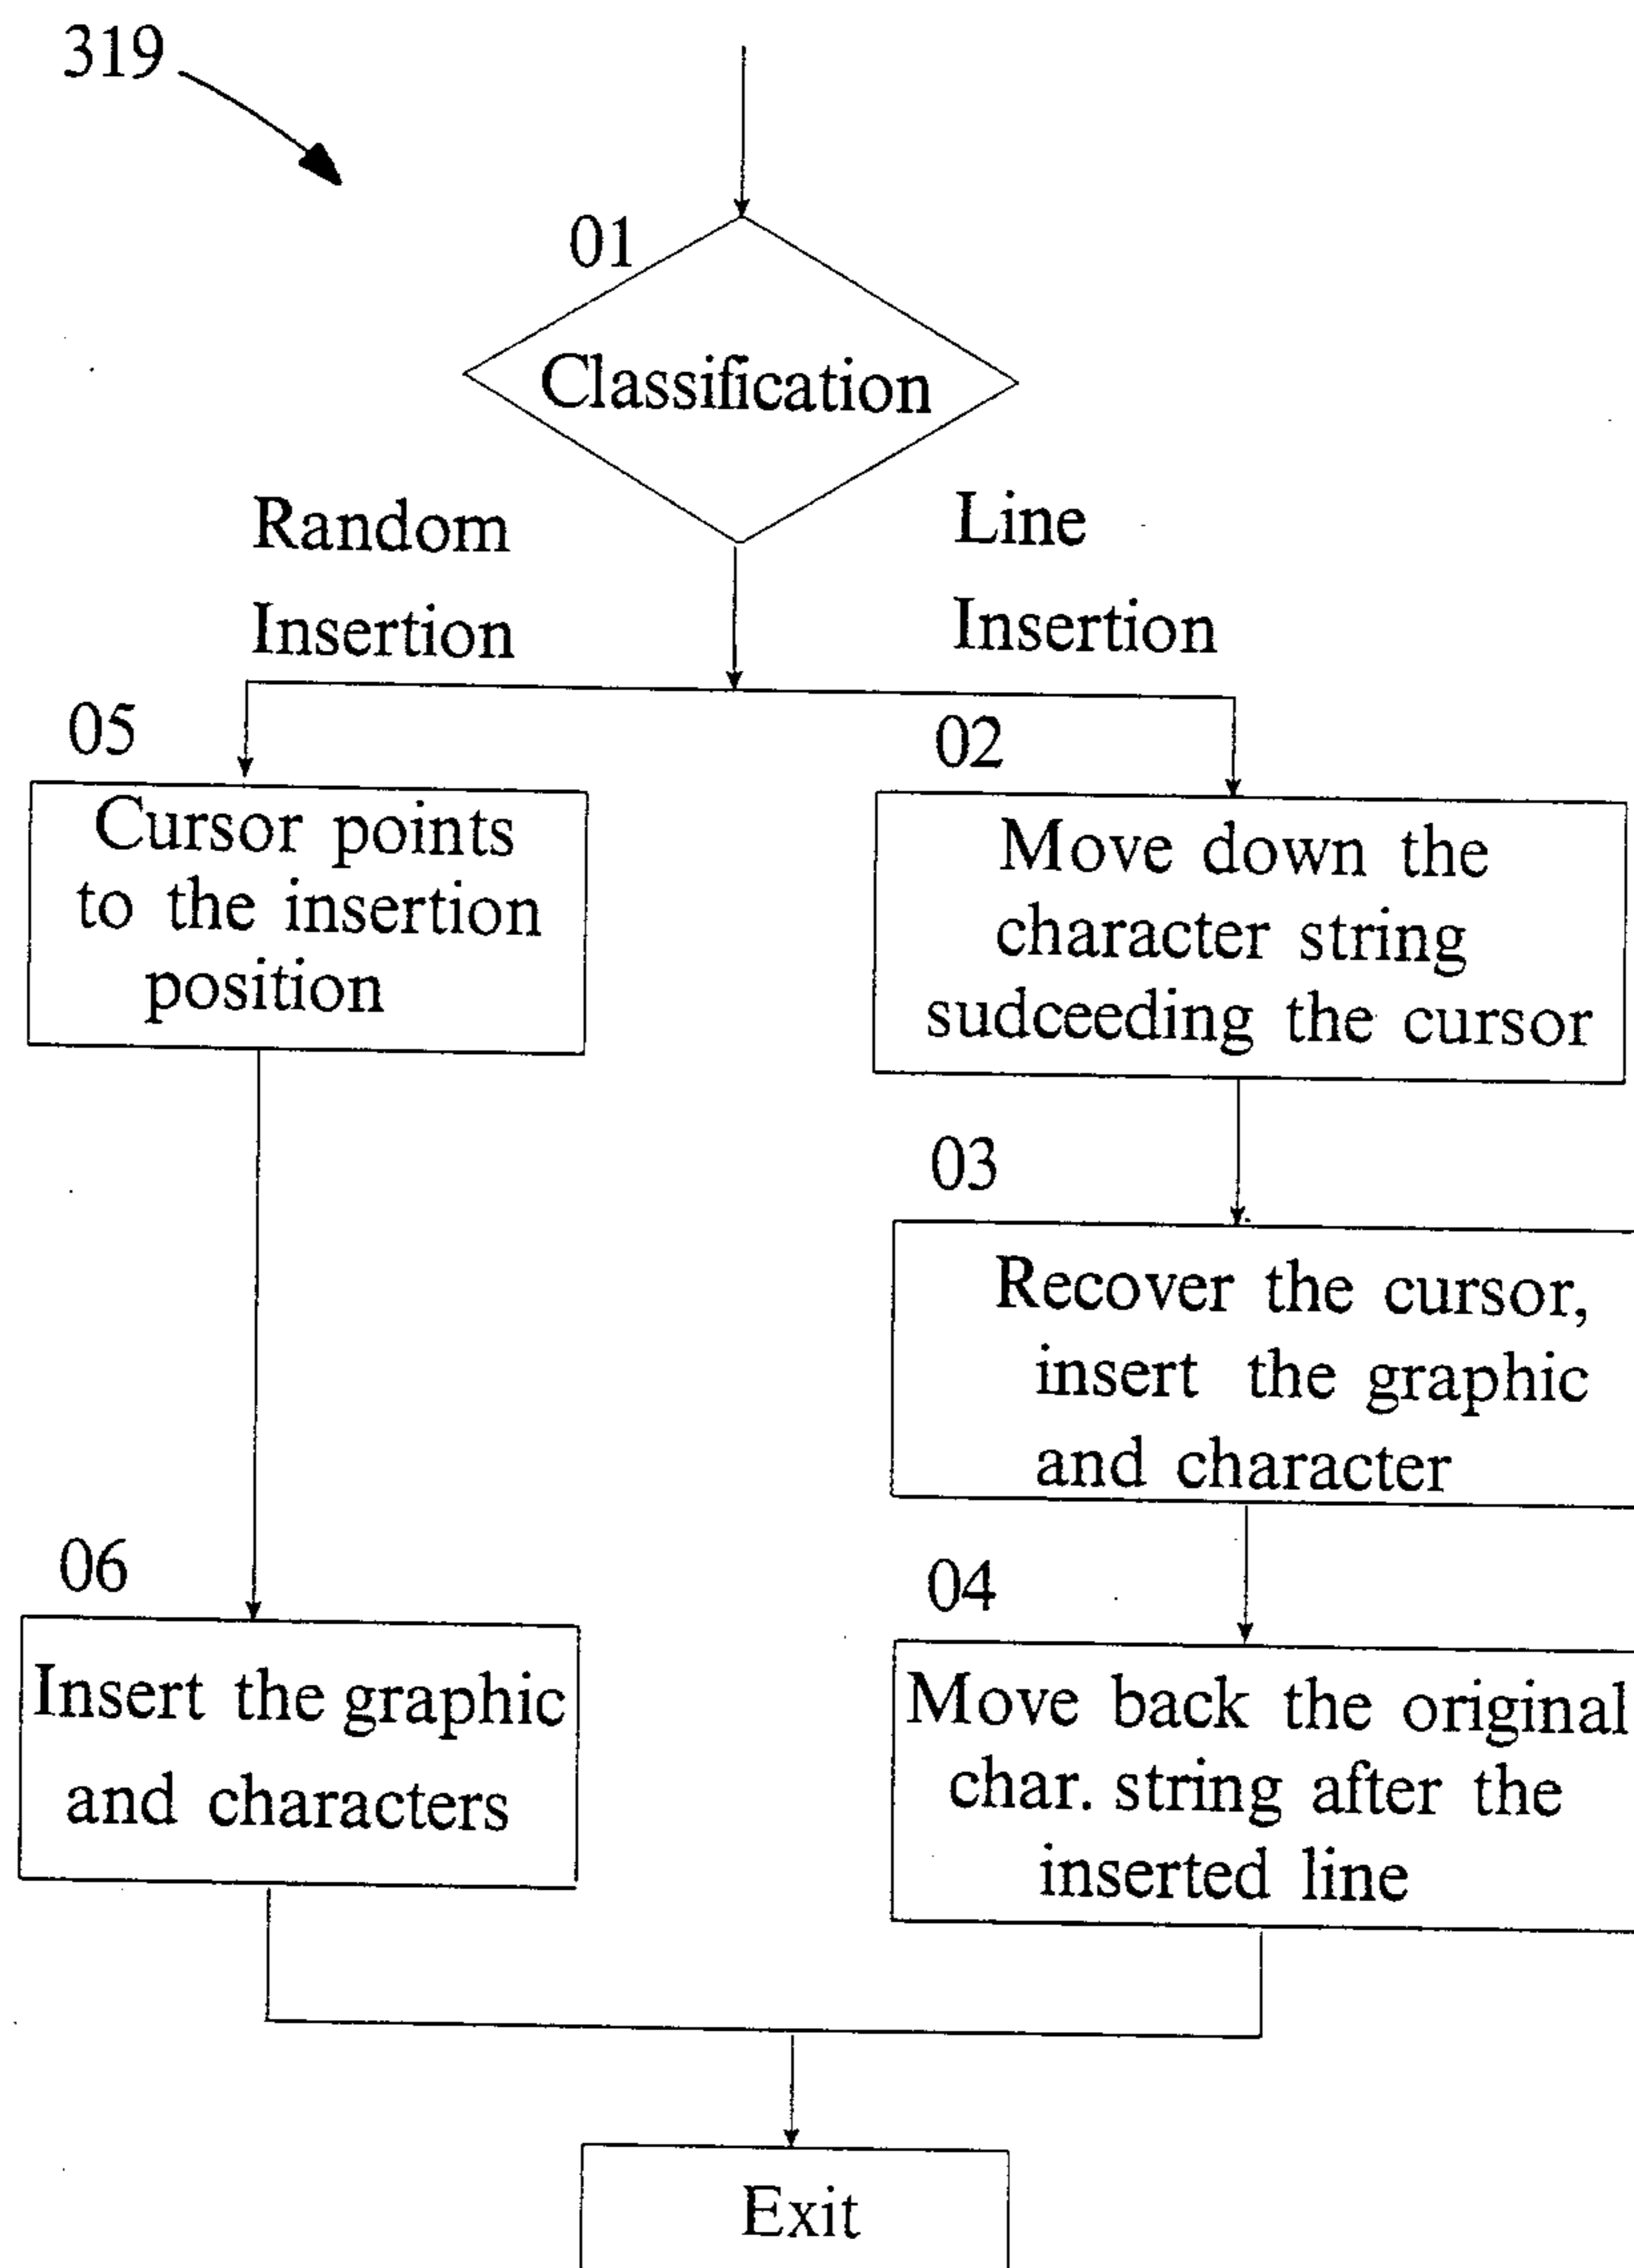 319
01
Classification
Random
Insertion
Line
Insertion
05
Cursor points
to the insertion
position
02
Move down the
character string
sudceeding the cursor
03
Recover the cursor,
insert the graphic
and character
06
Insert the graphic
and characters
04
Move back the original
char. string after the
inserted line
Exit